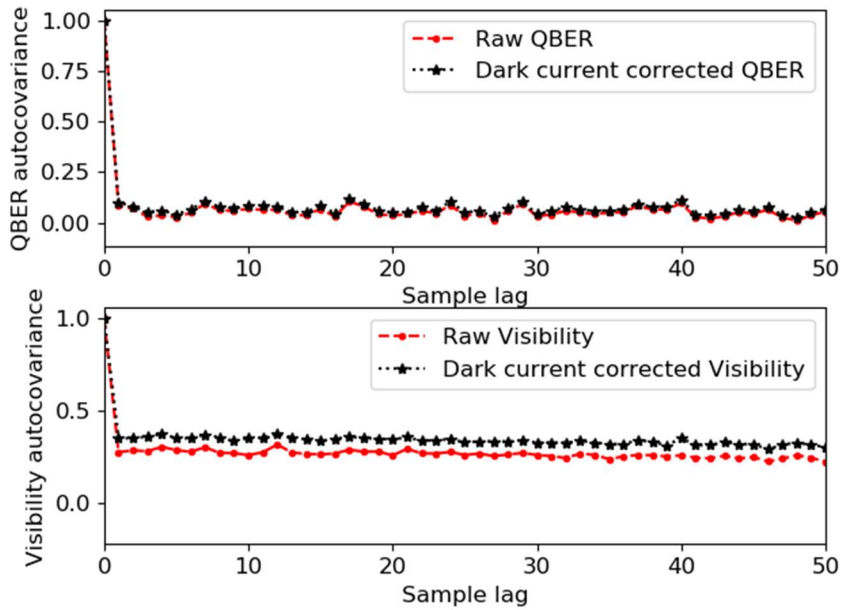 QBER autocovariance
1.00
0.75
0.50
0.25
0.00
Raw QBER
Dark current corrected QBER
0 10 20 30 40 50
Sample lag
Visibility autocovariance
1.0
0.5
0.0
Raw Visibility
Dark current corrected Visibility
0 10 20 30 40 50
Sample lag